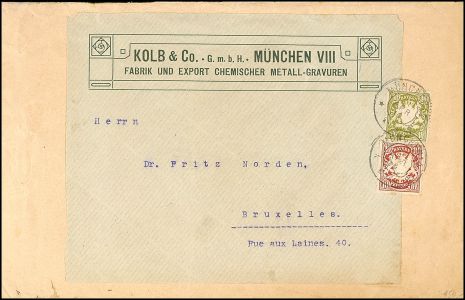 KOLB & Co. • G. m. b. H. • MÜNCHEN VIII
FABRIK UND EXPORT CHEMISCHER METALL-GRAVUREN
Herrn
Dr. Fritz Norden,
Bruxelles.
Rue aux Laines. 40.